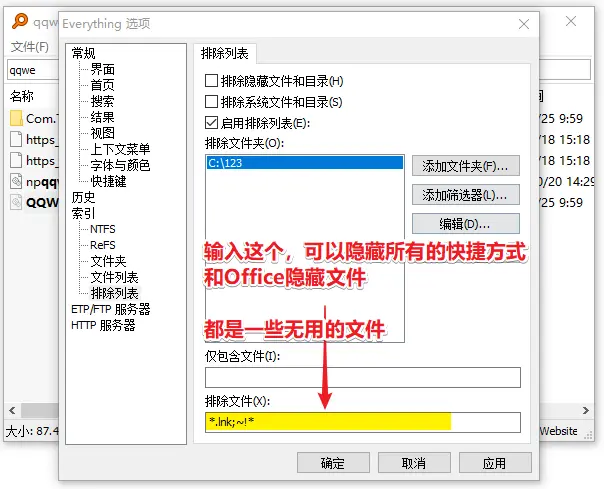 qqw
Everything 选项
文件(F)
qqwe
名称
Com.
https_
https_
npqqw
QQW
/25 9:59
/18 15:18
/18 15:18
/20 14:29
/25 9:59
大小: 87.4
Website
常规
界面
首页
搜索
结果
视图
上下文菜单
字体与颜色
快捷键
历史
索引
NTFS
ReFS
文件夹
文件列表
排除列表
ETP/FTP 服务器
HTTP 服务器
排除列表
排除隐藏文件和目录(H)
排除系统文件和目录(S)
启用排除列表(E):
排除文件夹(O):
C:\123
添加文件夹(F)...
添加筛选器(L)...
编辑(D)...
输入这个，可以隐藏所有的快捷方式
和Office隐藏文件
都是一些无用的文件
仅包含文件(I):
排除文件(X):
*.lnk;~!*
确定
取消
应用